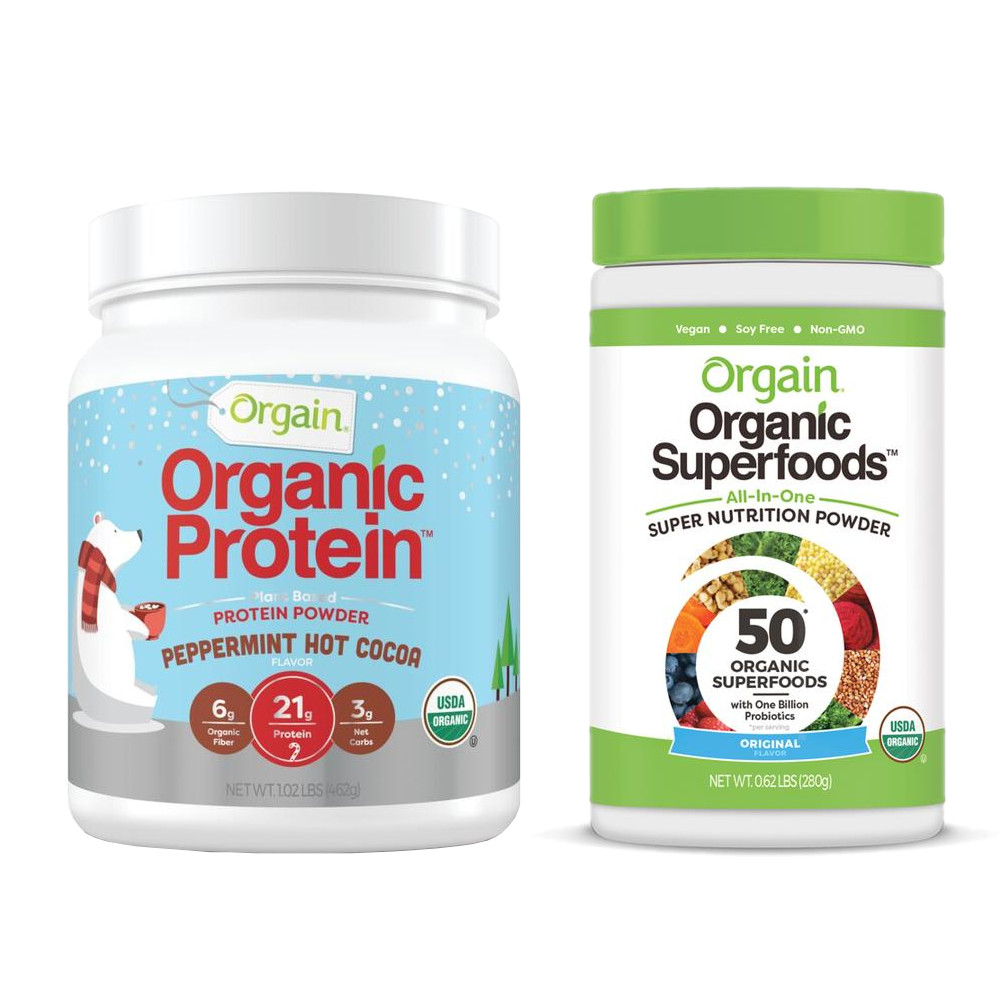 Orgain.
Organic
Protein™
Plant Based
PROTEIN POWDER
PEPPERMINT HOT COCOA
FLAVOR
6g
Organic
Fiber
21g
Protein
3g
Net
Carbs
USDA
ORGANIC
NET WT. 1.02 LBS (462g)
Vegan • Soy Free • Non-GMO
Orgain.
Organic
Superfoods™
All-In-One
SUPER NUTRITION POWDER
50*
ORGANIC
SUPERFOODS
with One Billion
Probiotics
*per serving
ORIGINAL
FLAVOR
USDA
ORGANIC
NET WT. 0.62 LBS (280g)